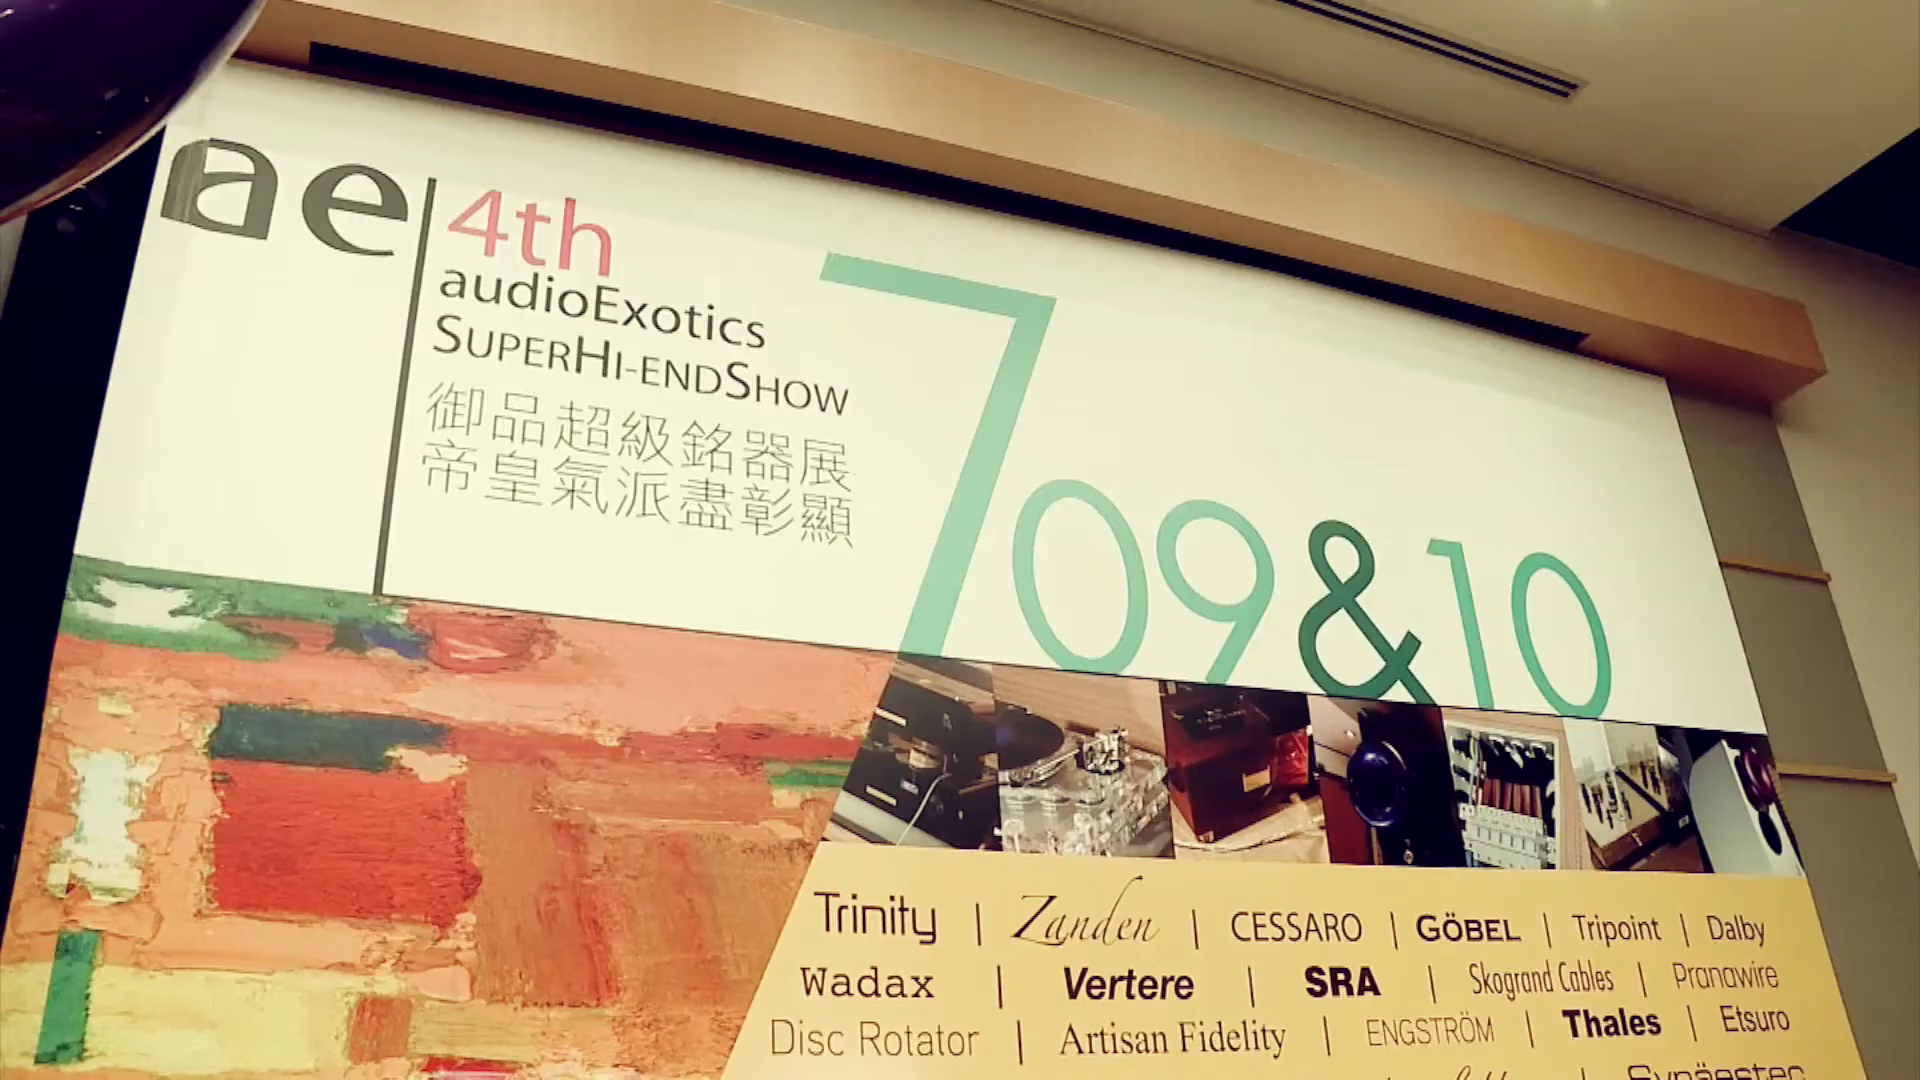 ae
4th
audioExotics
SUPERHI-ENDSHOW
御品超級銘器展
帝皇氣派盡彰顯
7 09&10
Trinity | Zanden | CESSARO | GÖBEL | Tripoint | Dalby
Wadax | Vertere | SRA | Skogrand Cables | Pranawire
Disc Rotator | Artisan Fidelity | ENGSTRÖM | Thales | Etsuro